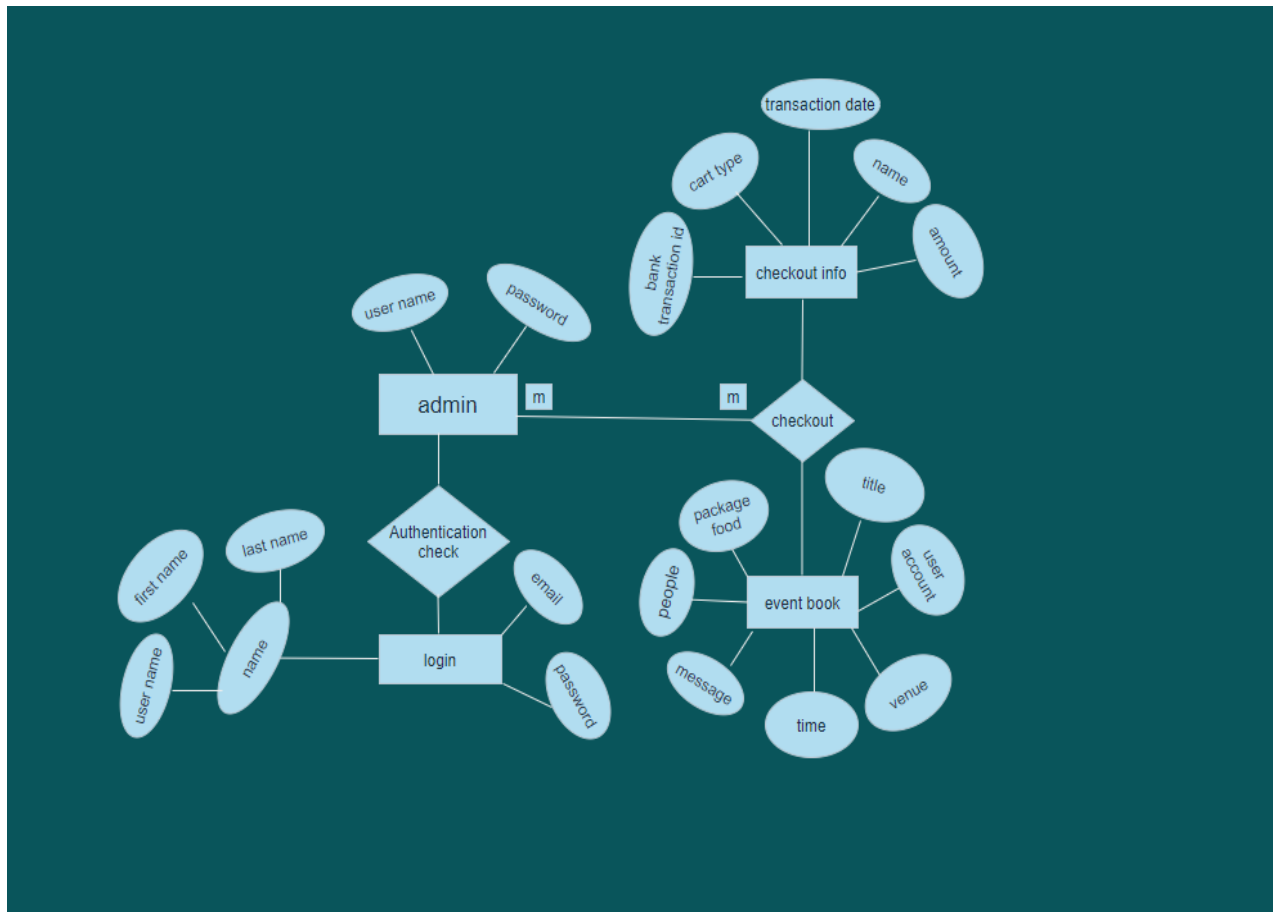 transaction date
cart type
name
bank
transaction id
amount
checkout info
user name
password
admin
m
m
checkout
title
package
food
user
account
people
event book
message
venue
time
Authentication
check
last name
first name
email
name
login
user name
password